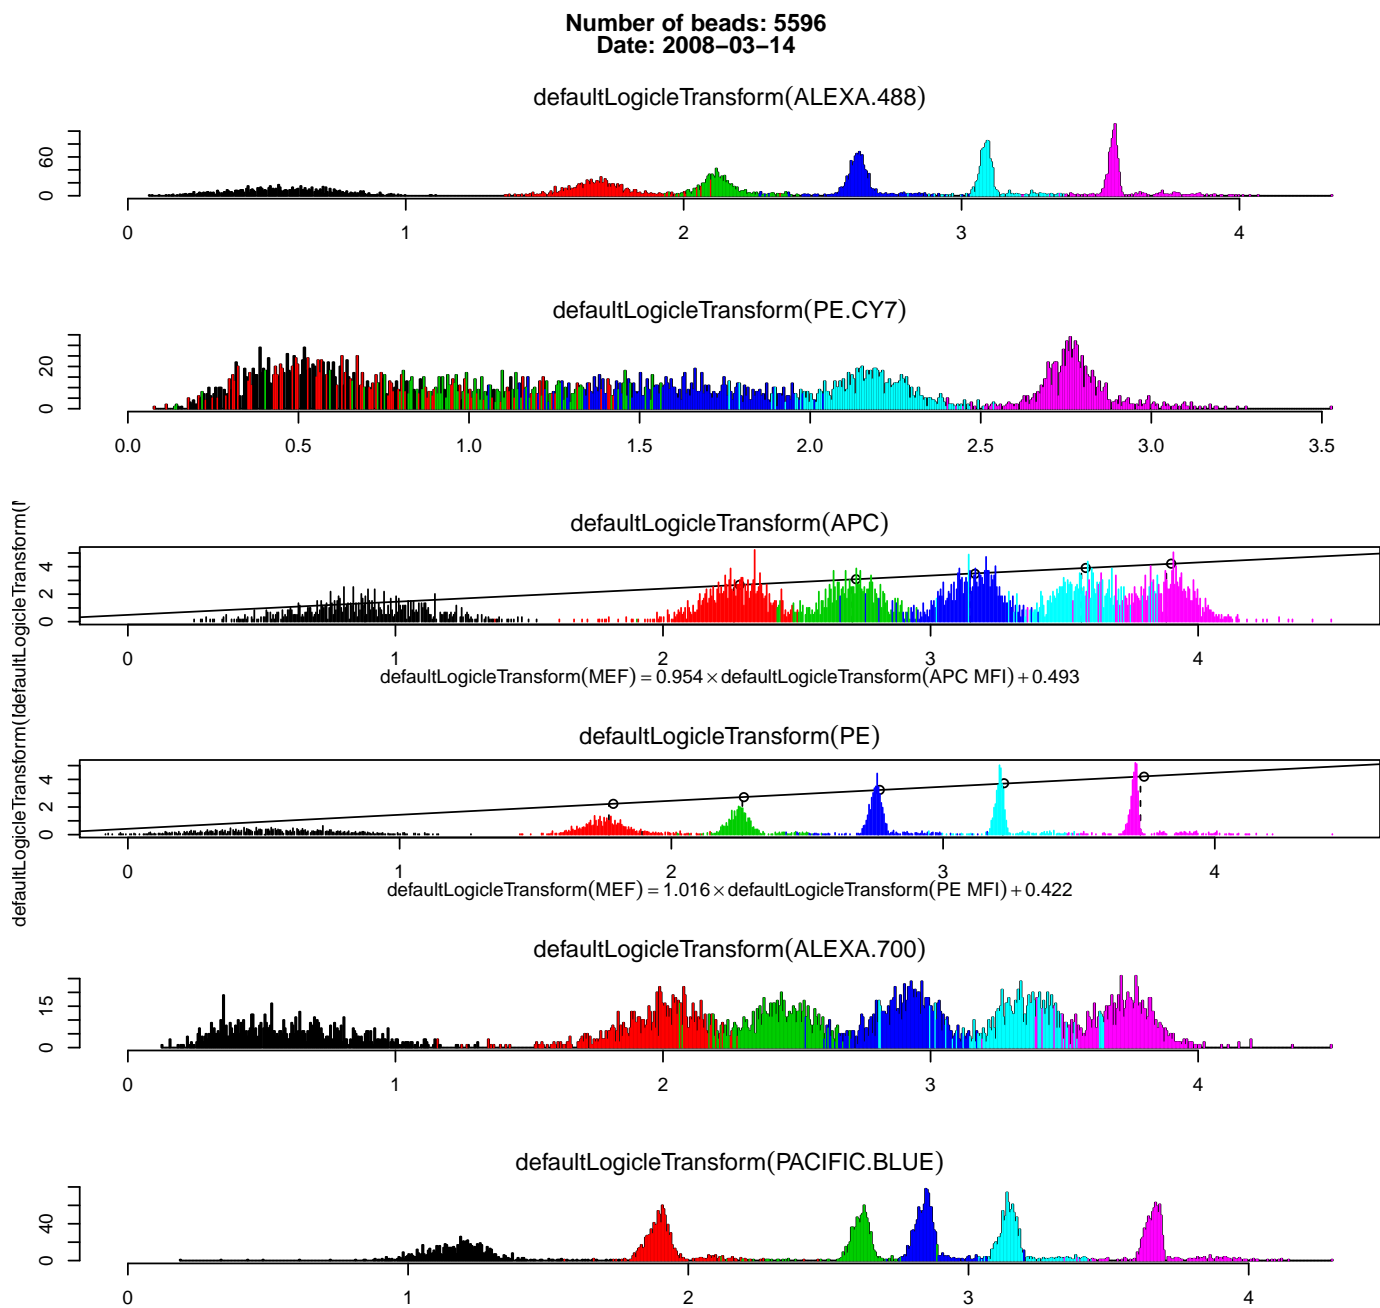 Number of beads: 5596
Date: 2008−03−14
defaultLogicleTransform(ALEXA.488)
0 60
0 1 2 3 4
defaultLogicleTransform(PE.CY7)
0 20
0.0 0.5 1.0 1.5 2.0 2.5 3.0 3.5
defaultLogicleTransform(APC)
0 2 4
0 1 2 3 4
defaultLogicleTransform(MEF) = 0.954 × defaultLogicleTransform(APC MFI) + 0.493
defaultLogicleTransform(
defaultLogicleTransform(PE)
0 2 4
0 1 2 3 4
defaultLogicleTransform(MEF) = 1.016 × defaultLogicleTransform(PE MFI) + 0.422
defaultLogicleTransform(
defaultLogicleTransform(ALEXA.700)
0 15
0 1 2 3 4
defaultLogicleTransform(PACIFIC.BLUE)
0 40
0 1 2 3 4